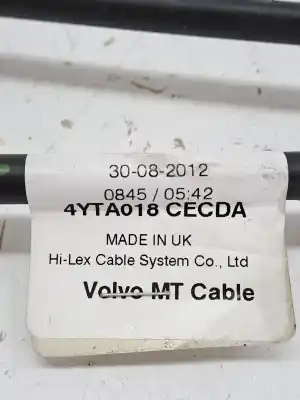 30-08-2012
0845 / 05:42
4YTA018 CECDA
MADE IN UK
Hi-Lex Cable System Co., Ltd
Volvo MT Cable